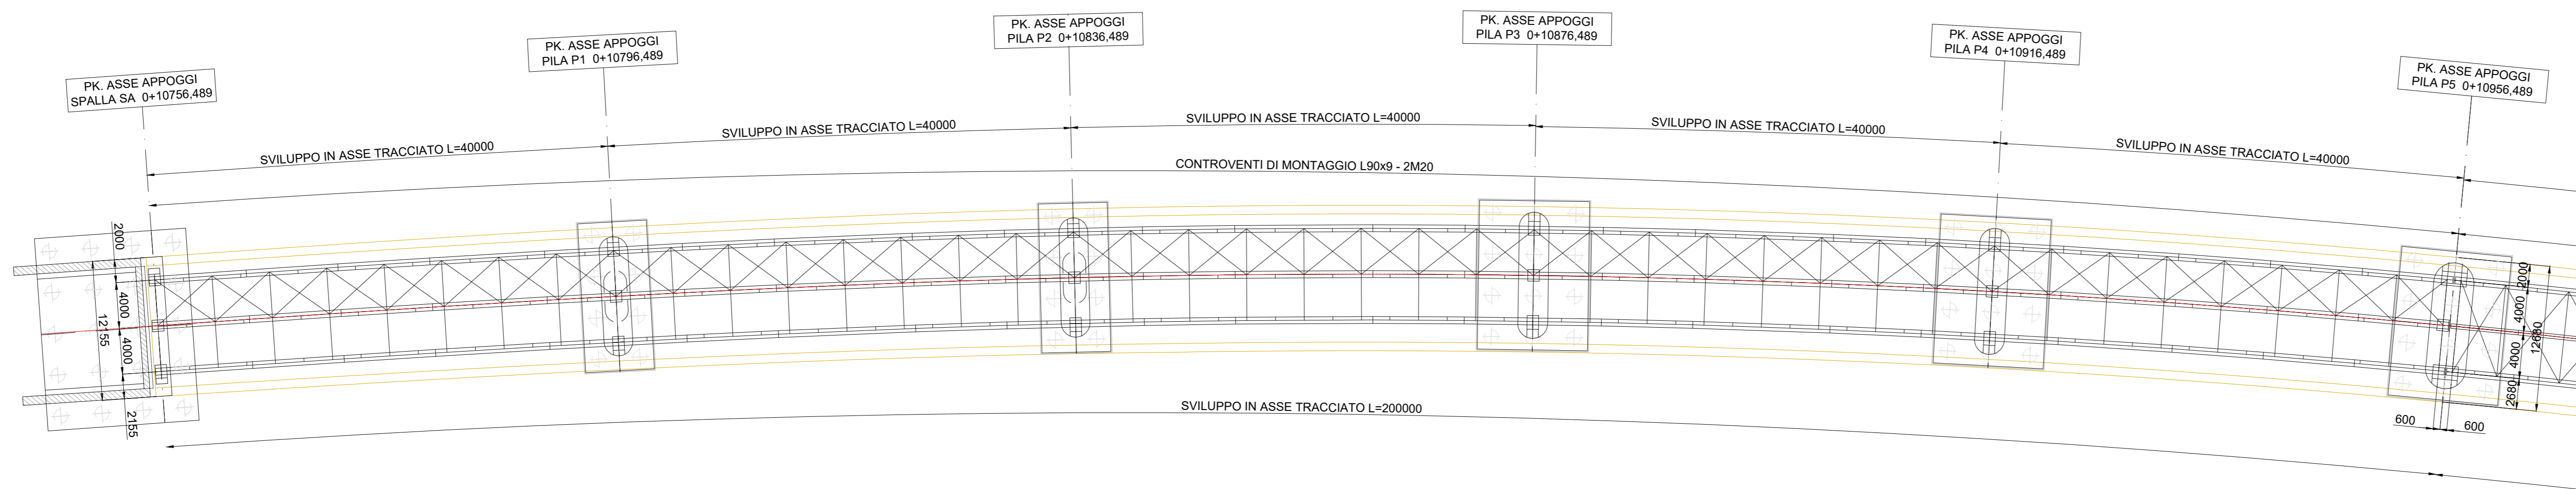 PK. ASSE APPOGGI
SPALLA SA 0+10756,489
PK. ASSE APPOGGI
PILA P1 0+10796,489
PK. ASSE APPOGGI
PILA P2 0+10836,489
PK. ASSE APPOGGI
PILA P3 0+10876,489
PK. ASSE APPOGGI
PILA P4 0+10916,489
PK. ASSE APPOGGI
PILA P5 0+10956,489
SVILUPPO IN ASSE TRACCIATO L=40000
SVILUPPO IN ASSE TRACCIATO L=40000
SVILUPPO IN ASSE TRACCIATO L=40000
SVILUPPO IN ASSE TRACCIATO L=40000
SVILUPPO IN ASSE TRACCIATO L=40000
CONTROVENTI DI MONTAGGIO L90x9 - 2M20
2000
4000
12155
4000
2155
2000
4000
4000
12680
2680
600
600
SVILUPPO IN ASSE TRACCIATO L=200000